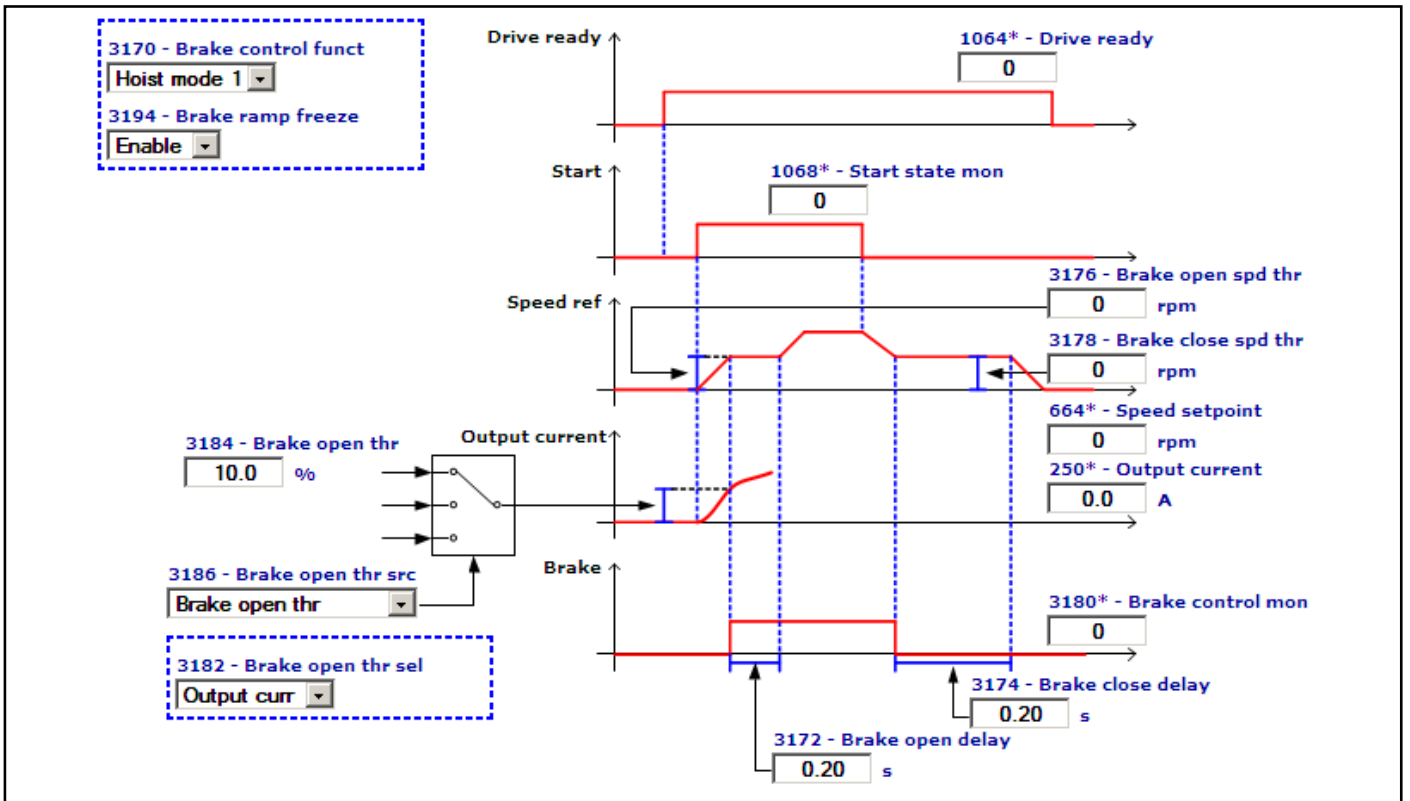 3170 - Brake control funct
Hoist mode 1
3194 - Brake ramp freeze
Enable
Drive ready
1064* - Drive ready
0
Start
1068* - Start state mon
0
Speed ref
3176 - Brake open spd thr
0 rpm
3178 - Brake close spd thr
0 rpm
664* - Speed setpoint
0 rpm
250* - Output current
0.0 A
Output current
3184 - Brake open thr
10.0 %
3186 - Brake open thr src
Brake open thr
3182 - Brake open thr sel
Output curr
Brake
3180* - Brake control mon
0
3174 - Brake close delay
0.20 s
3172 - Brake open delay
0.20 s